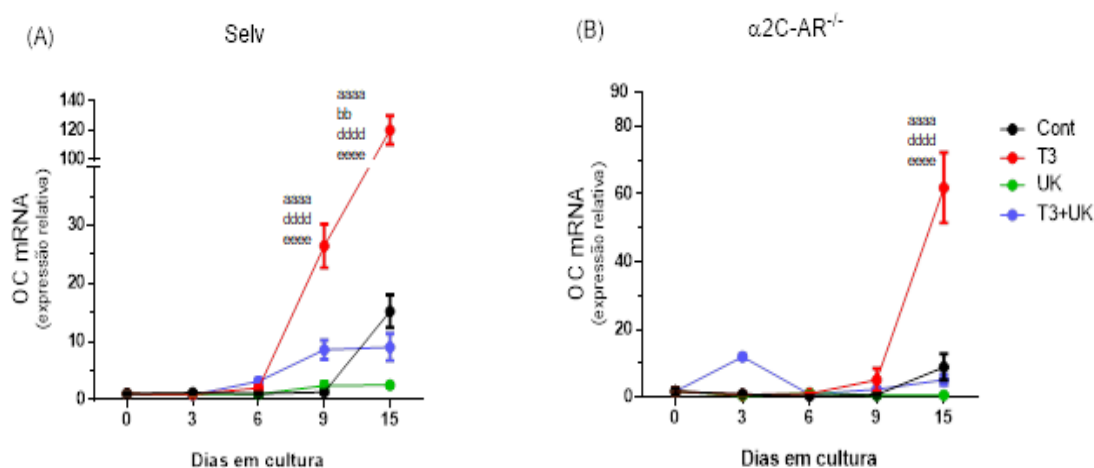 (A)
Selv
OC mRNA
(expressão relativa)
140
120
100
30
20
10
0
aaaa
dddd
eeee
aaaa
bb
dddd
eeee
0 3 6 9 15
Dias em cultura
(B)
α2C-AR-/-
OC mRNA
(expressão relativa)
90
80
60
40
20
0
aaaa
dddd
eeee
0 3 6 9 15
Dias em cultura
Cont
T3
UK
T3+UK